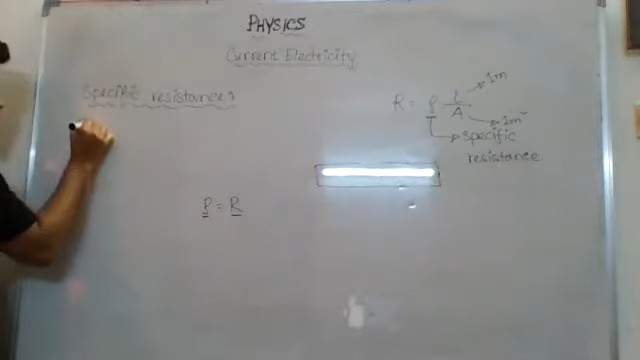 PHYSICS
Current Electricity
Specific resistance:
R = ρ l/A
1m
1m²
specific
resistance
ρ = R